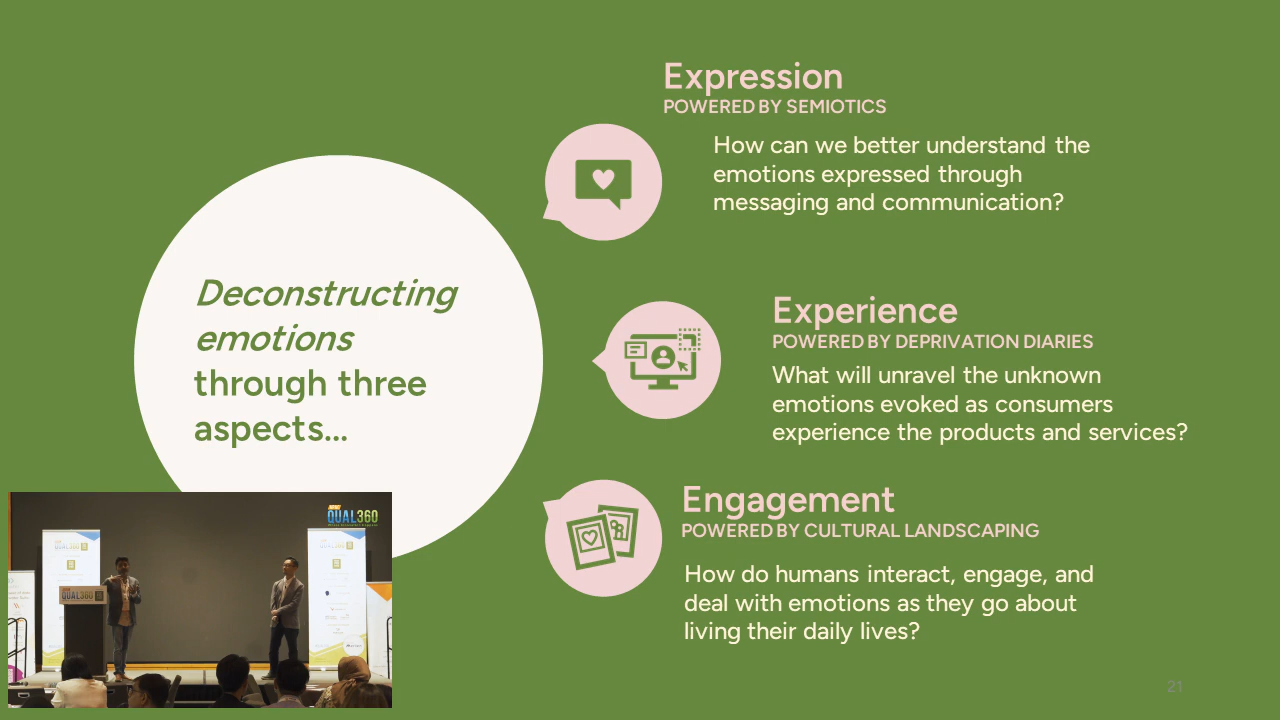 Expression
POWERED BY SEMIOTICS
How can we better understand the
emotions expressed through
messaging and communication?
Deconstructing
emotions
through three
aspects...
Experience
POWERED BY DEPRIVATION DIARIES
What will unravel the unknown
emotions evoked as consumers
experience the products and services?
Engagement
POWERED BY CULTURAL LANDSCAPING
How do humans interact, engage, and
deal with emotions as they go about
living their daily lives?
QUAL360
QUAL360
21